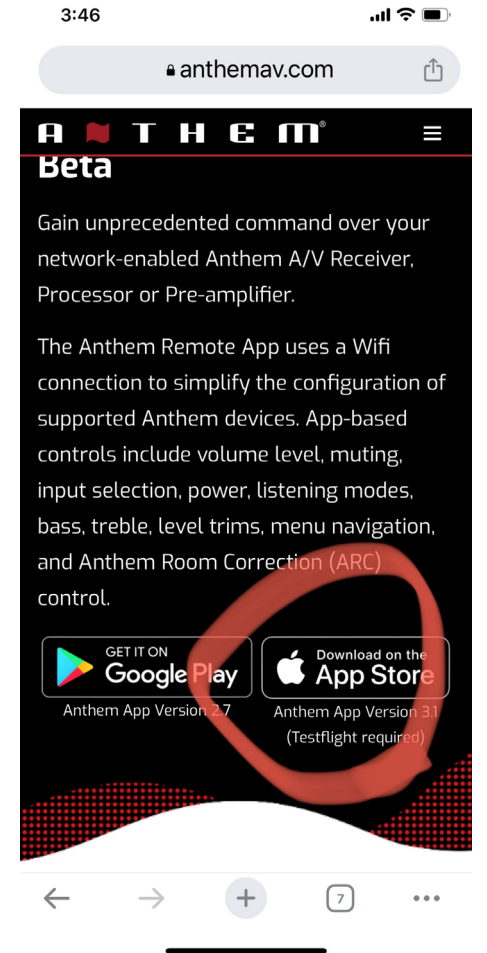 3:46
anthemav.com
ANTHEM®
Beta
Gain unprecedented command over your
network-enabled Anthem A/V Receiver,
Processor or Pre-amplifier.
The Anthem Remote App uses a Wifi
connection to simplify the configuration of
supported Anthem devices. App-based
controls include volume level, muting,
input selection, power, listening modes,
bass, treble, level trims, menu navigation,
and Anthem Room Correction (ARC)
control.
GET IT ON
Google Play
Anthem App Version 2.7
Download on the
App Store
Anthem App Version 3.1
(Testflight required)
7